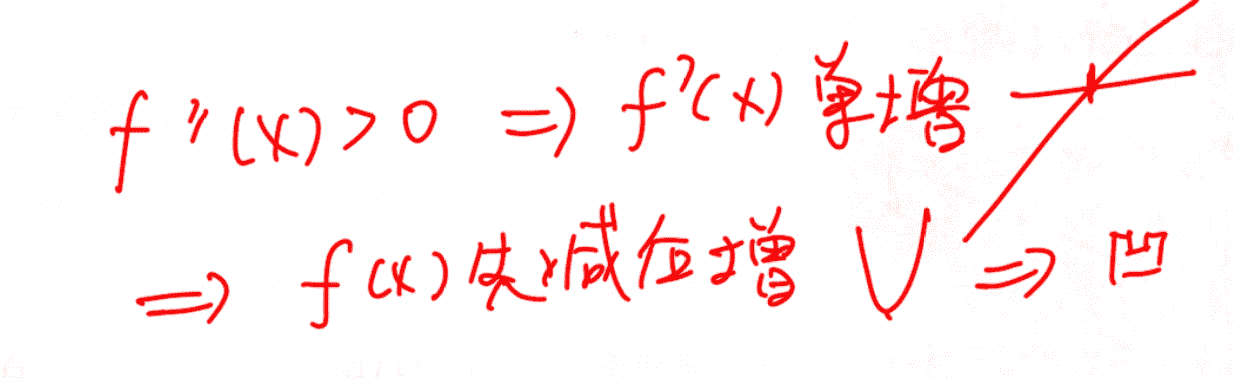 f''(x)>0 ⇒ f'(x) 单增
⇒ f(x) 先减后增 ∪ ⇒ 凹